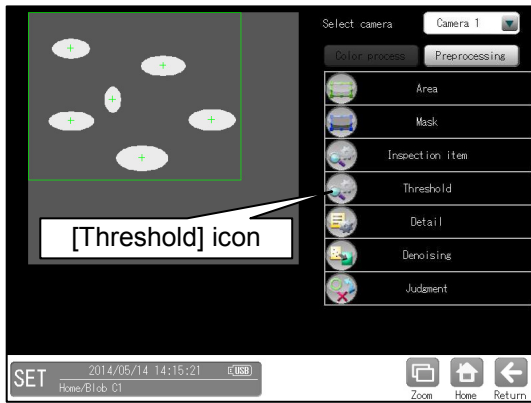 Select camera
Camera 1
Color process
Preprocessing
Area
Mask
Inspection item
Threshold
Detail
Denoising
Judgment
[Threshold] icon
SET
2014/05/14 14:15:21
USB
Home/Blob C1
Zoom
Home
Return